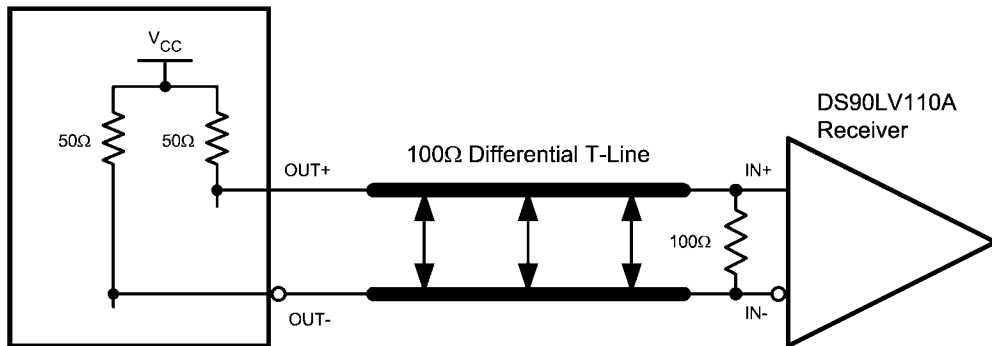 V_CC
50Ω
50Ω
OUT+
100Ω Differential T-Line
IN+
DS90LV110A
Receiver
100Ω
OUT-
IN-